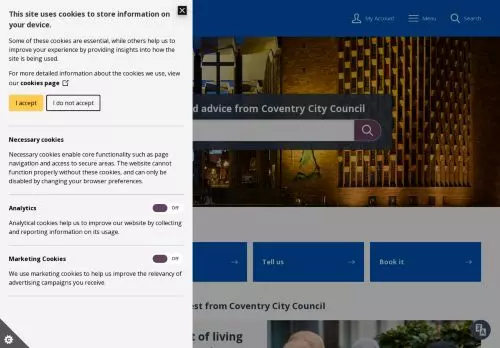 This site uses cookies to store information on
your device.
Some of these cookies are essential, while others help us to
improve your experience by providing insights into how the
site is being used.
For more detailed information about the cookies we use, view
our cookies page
I accept
I do not accept
Necessary cookies
Necessary cookies enable core functionality such as page
navigation and access to secure areas. The website cannot
function properly without these cookies, and can only be
disabled by changing your browser preferences.
Analytics
Off
Analytical cookies help us to improve our website by collecting
and reporting information on its usage.
Marketing Cookies
Off
We use marketing cookies to help us improve the relevancy of
advertising campaigns you receive.
My Account
Menu
Search
d advice from Coventry City Council
Tell us
Book it
est from Coventry City Council
t of living